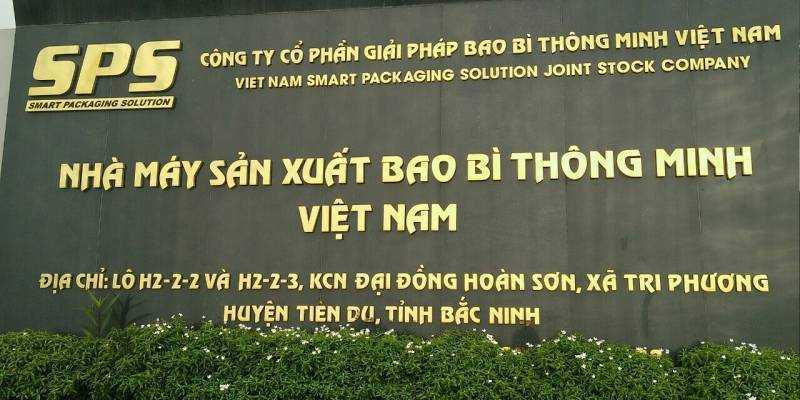 SPS
SMART PACKAGING SOLUTION
CÔNG TY CỔ PHẦN GIẢI PHÁP BAO BÌ THÔNG MINH VIỆT NAM
VIET NAM SMART PACKAGING SOLUTION JOINT STOCK COMPANY
NHÀ MÁY SẢN XUẤT BAO BÌ THÔNG MINH
VIỆT NAM
ĐỊA CHỈ: LÔ H2-2-2 VÀ H2-2-3, KCN ĐẠI ĐỒNG HOÀN SƠN, XÃ TRI PHƯƠNG
HUYỆN TIÊN DU, TỈNH BẮC NINH